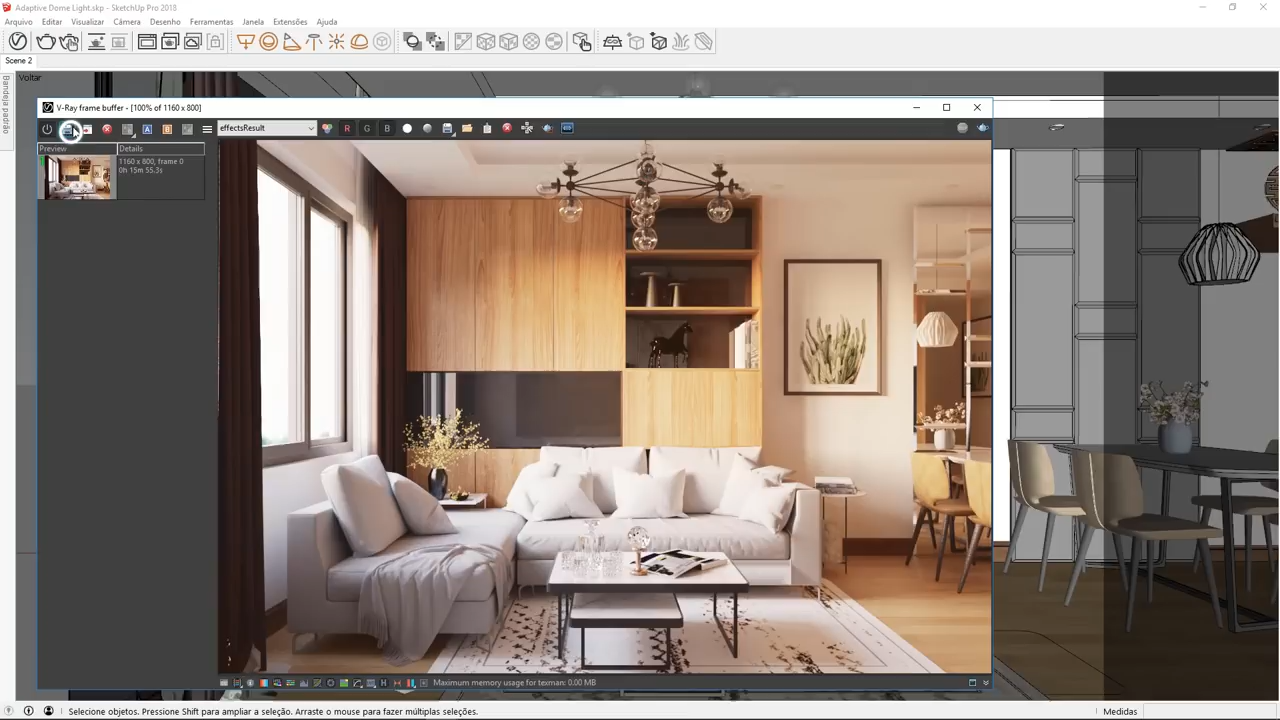 Adaptive Dome Light.skp - SketchUp Pro 2018
Arquivo Editar Visualizar Câmera Desenho Ferramentas Janela Extensões Ajuda
Scene 2
Voltar
Bandeja padrão
V-Ray frame buffer - [100% of 1160 x 800]
effectsResult
R G B
A B
Preview Details
1160 x 800, frame 0
0h 15m 55.3s
H
Maximum memory usage for texman: 0.00 MB
Selecione objetos. Pressione Shift para ampliar a seleção. Arraste o mouse para fazer múltiplas seleções.
Medidas